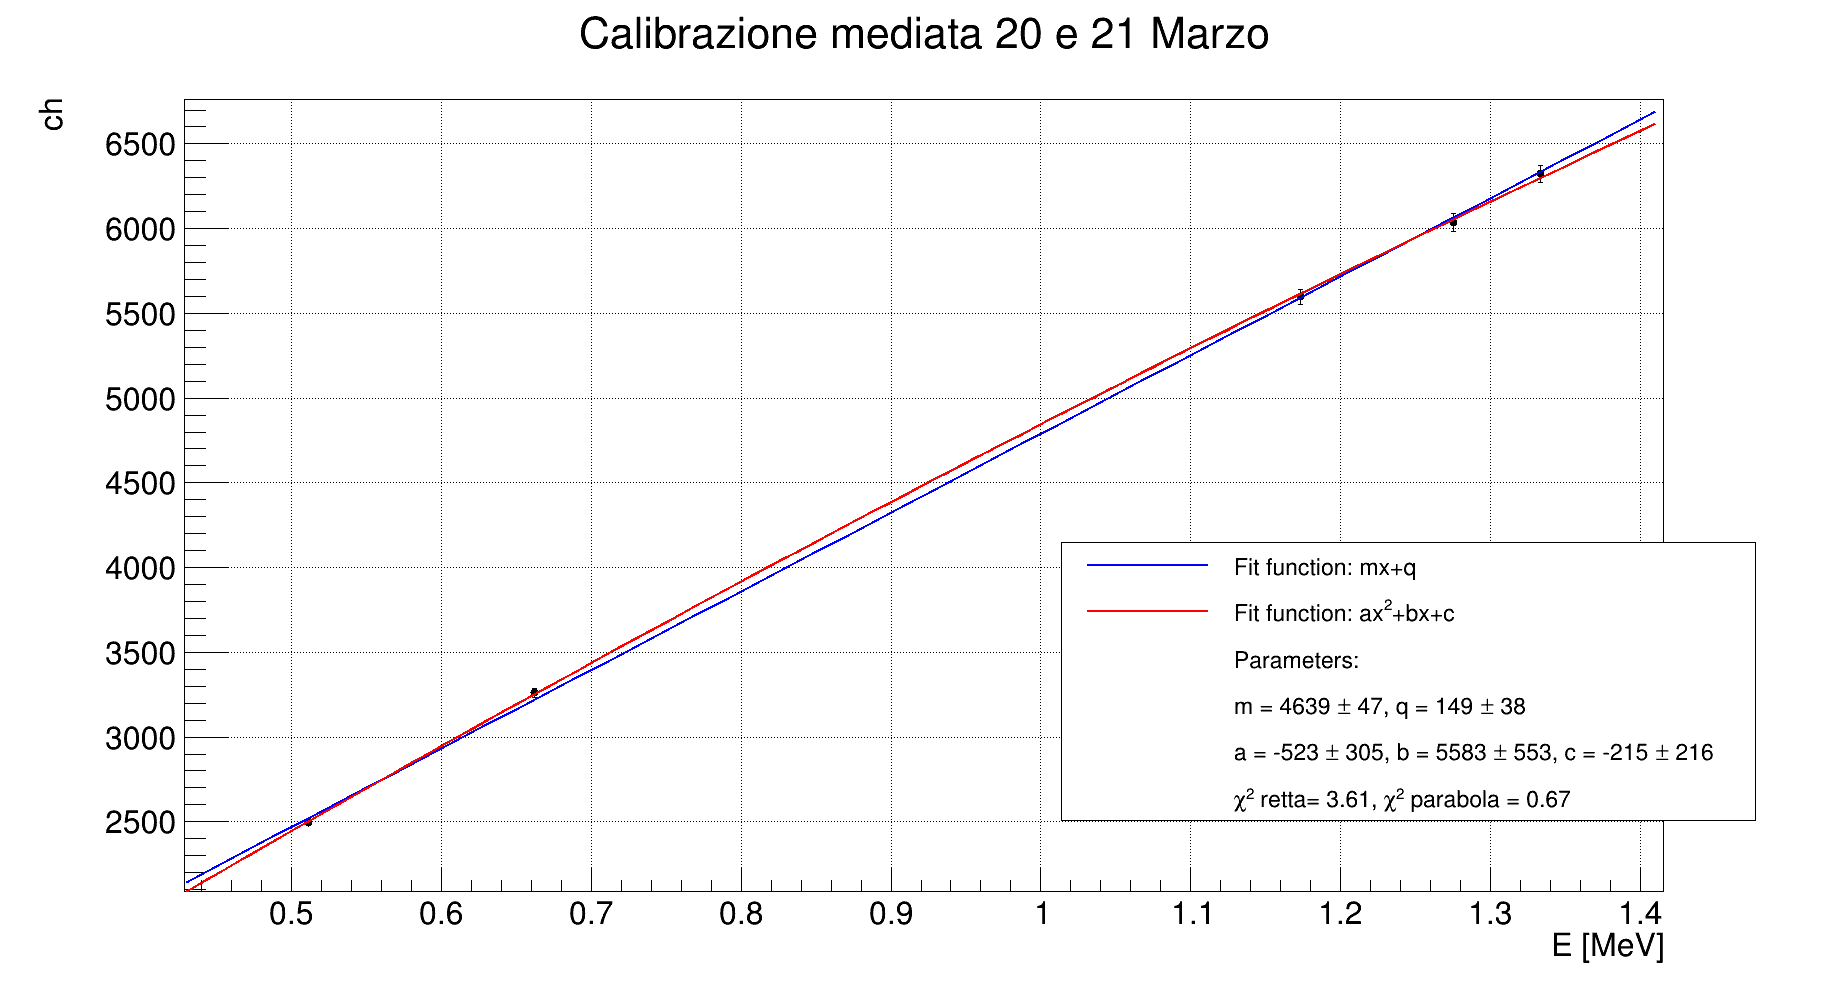 Calibrazione mediata 20 e 21 Marzo
ch
6500
6000
5500
5000
4500
4000
3500
3000
2500
Fit function: mx+q
Fit function: ax²+bx+c
Parameters:
m = 4639 ± 47, q = 149 ± 38
a = -523 ± 305, b = 5583 ± 553, c = -215 ± 216
χ² retta= 3.61, χ² parabola = 0.67
0.5 0.6 0.7 0.8 0.9 1 1.1 1.2 1.3 1.4
E [MeV]